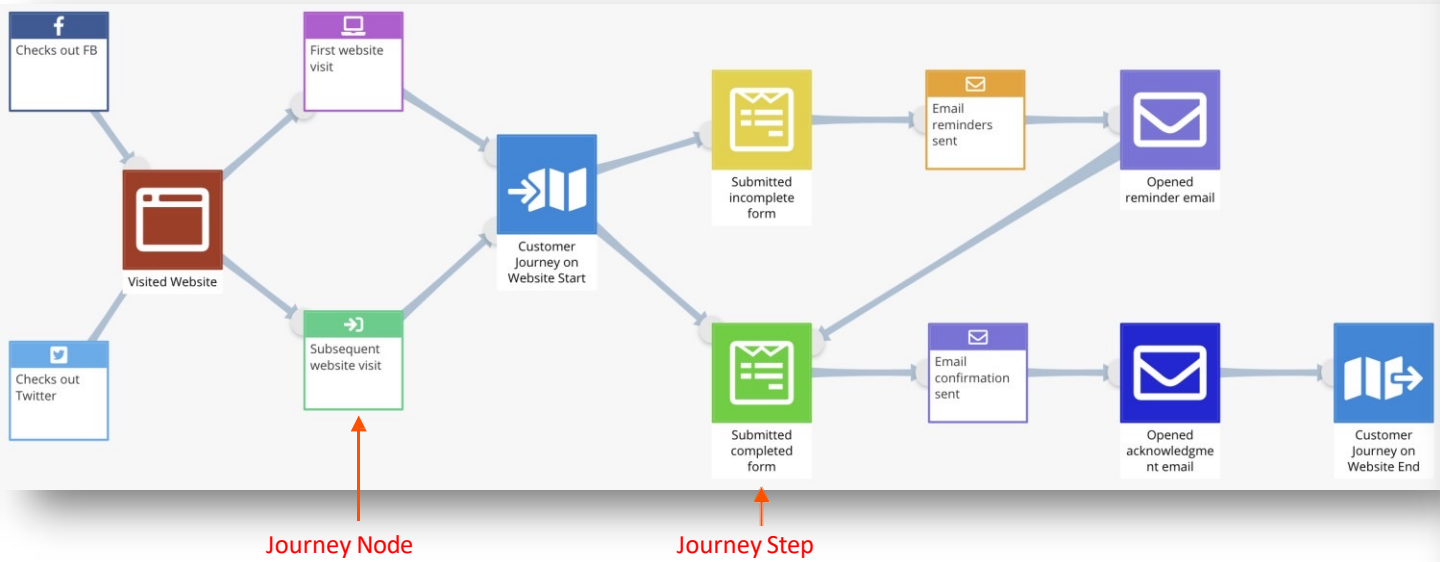 Checks out FB
First website
visit
Visited Website
Checks out
Twitter
Subsequent
website visit
Customer
Journey on
Website Start
Submitted
incomplete
form
Email
reminders
sent
Opened
reminder email
Submitted
completed
form
Email
confirmation
sent
Opened
acknowledgme
nt email
Customer
Journey on
Website End
Journey Node
Journey Step